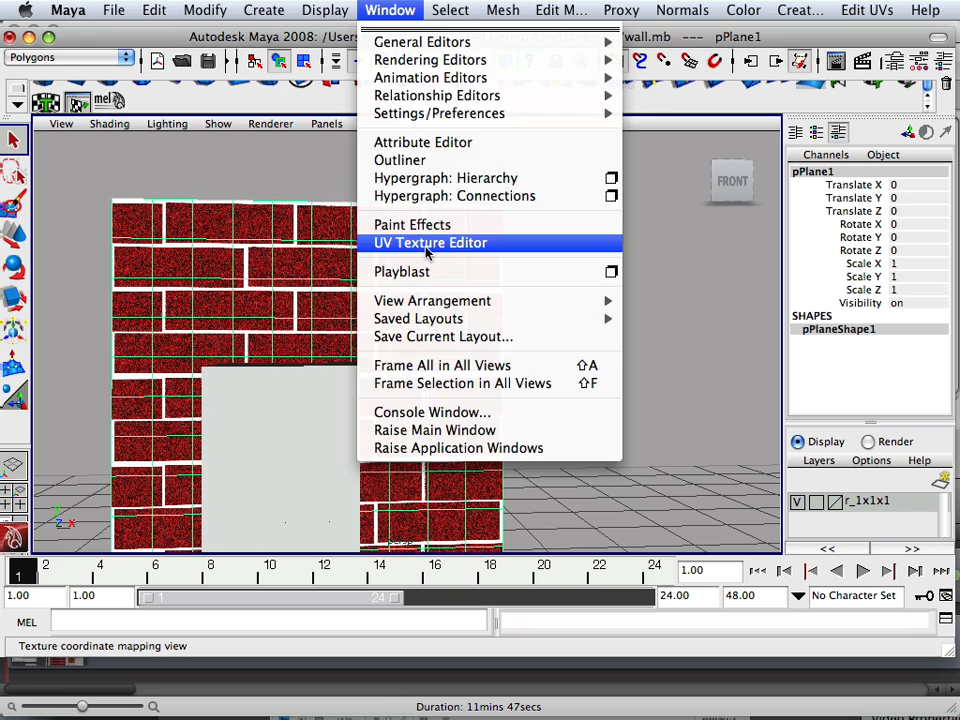 Maya File Edit Modify Create Display Window Select Mesh Edit M... Proxy Normals Color Creat... Edit UVs Help
Autodesk Maya 2008: /Users wall.mb --- pPlane1
Polygons
mel
View Shading Lighting Show Renderer Panels
General Editors
Rendering Editors
Animation Editors
Relationship Editors
Settings/Preferences
Attribute Editor
Outliner
Hypergraph: Hierarchy
Hypergraph: Connections
Paint Effects
UV Texture Editor
Playblast
View Arrangement
Saved Layouts
Save Current Layout...
Frame All in All Views ⇧A
Frame Selection in All Views ⇧F
Console Window...
Raise Main Window
Raise Application Windows
FRONT
persp
y
z x
Channels Object
pPlane1
Translate X 0
Translate Y 0
Translate Z 0
Rotate X 0
Rotate Y 0
Rotate Z 0
Scale X 1
Scale Y 1
Scale Z 1
Visibility on
SHAPES
pPlaneShape1
Display Render
Layers Options Help
V r_1x1x1
<< >>
1 2 4 6 8 10 12 14 16 18 20 22 24
1.00
1.00 1.00 1 24 24.00 48.00 No Character Set
MEL
Texture coordinate mapping view
Duration: 11mins 47secs